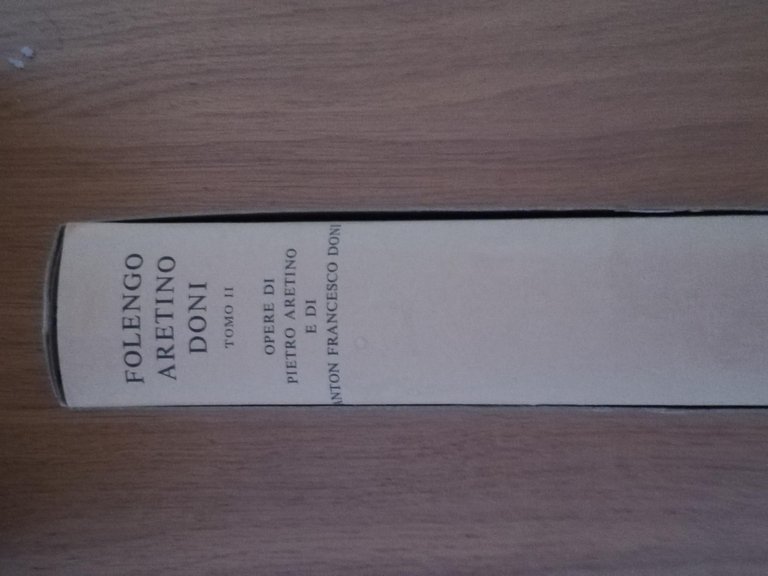 FOLENGO
ARETINO
DONI
TOMO II
OPERE DI
PIETRO ARETINO
E DI
ANTON FRANCESCO DONI